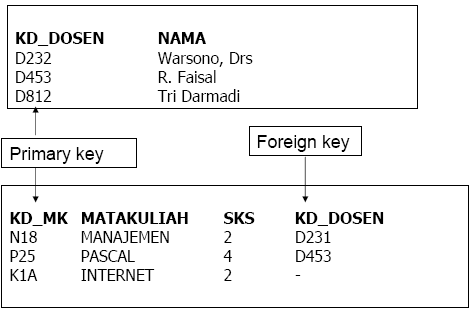 KD_DOSEN NAMA
D232 Warsono, Drs
D453 R. Faisal
D812 Tri Darmadi
Primary key
Foreign key
KD_MK MATAKULIAH SKS KD_DOSEN
N18 MANAJEMEN 2 D231
P25 PASCAL 4 D453
K1A INTERNET 2 -